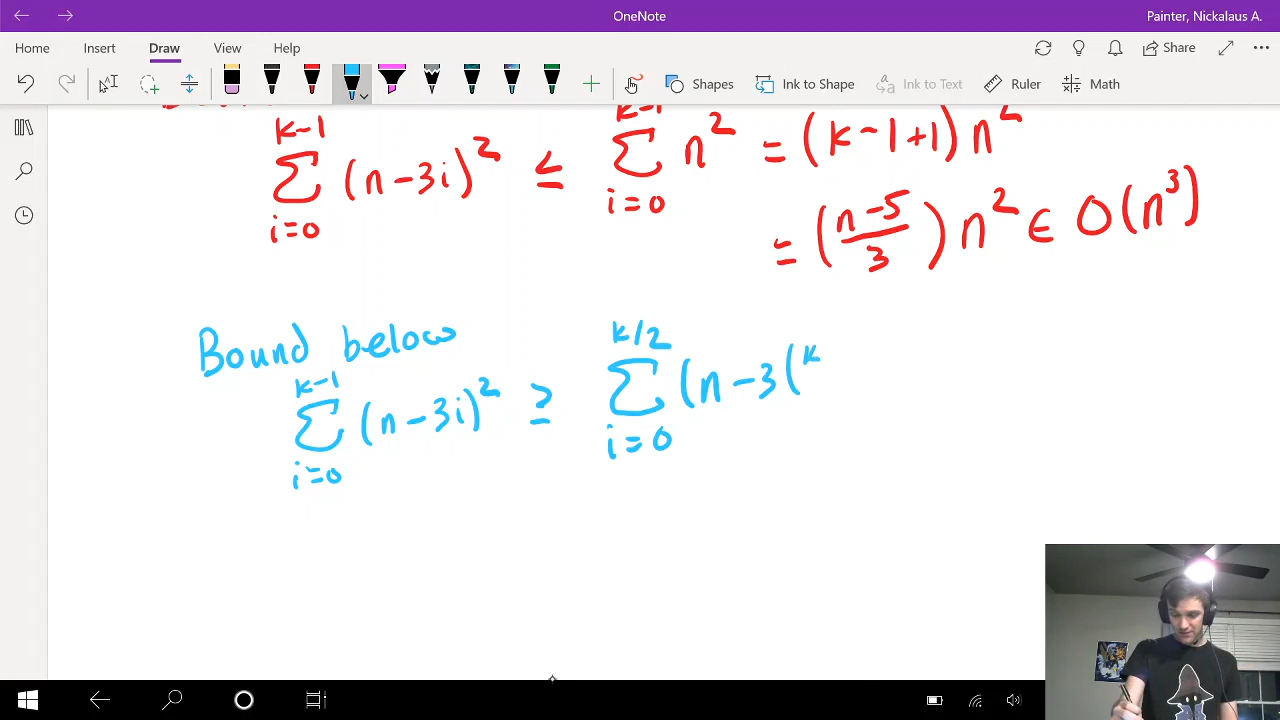 OneNote
Painter, Nickalaus A.
Home Insert Draw View Help
Share
Shapes Ink to Shape Ink to Text Ruler Math
k-1 k-1
∑ (n-3i)² ≤ ∑ n² = (k-1+1) n²
i=0 i=0
= (n-5/3) n² ∈ O(n³)
Bound below
k-1 k/2
∑ (n-3i)² ≥ ∑ (n-3(k
i=0 i=0